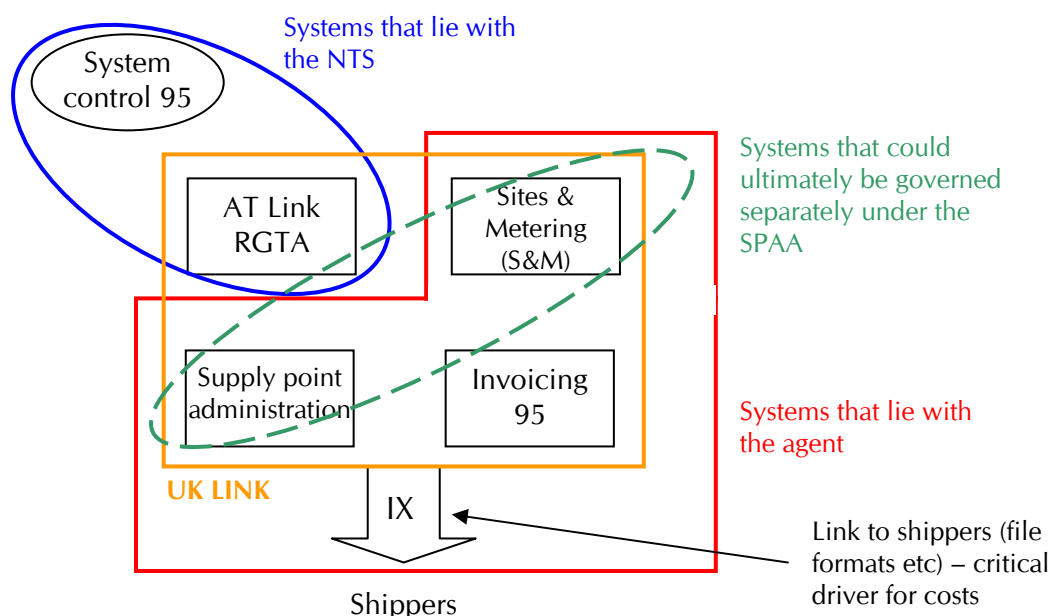 Systems that lie with
the NTS
System
control 95
Systems that could
ultimately be governed
separately under the
SPAA
AT Link
RGTA
Sites &
Metering
(S&M)
Supply point
administration
Invoicing
95
Systems that lie with
the agent
UK LINK
IX
Link to shippers (file
formats etc) – critical
driver for costs
Shippers